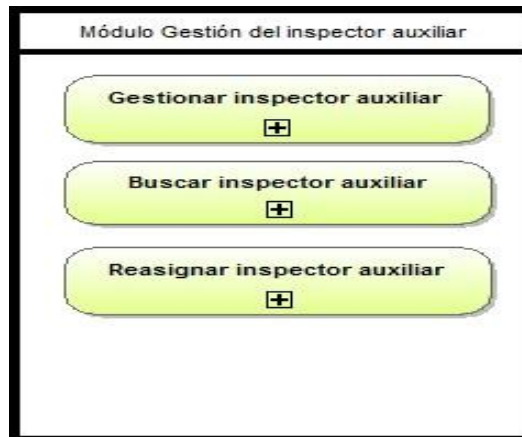 Módulo Gestión del inspector auxiliar
Gestionar inspector auxiliar
Buscar inspector auxiliar
Reasignar inspector auxiliar